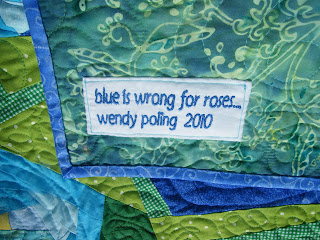 blue is wrong for roses...
wendy poling 2010